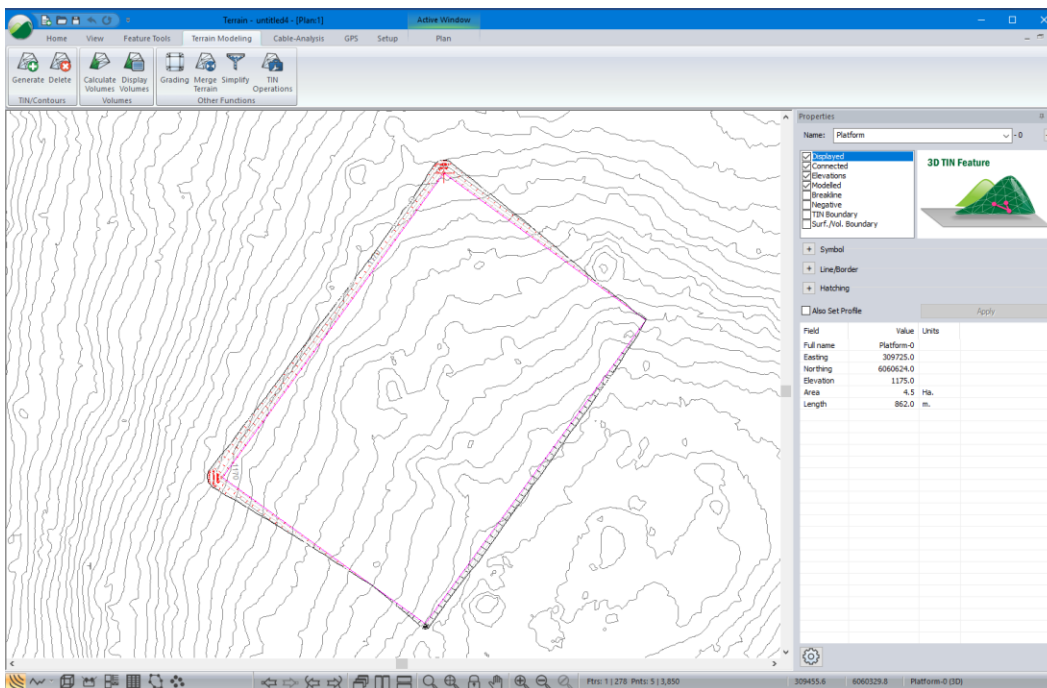 Terrain - untitled4 - [Plan:1]
Active Window
Home View Feature Tools Terrain Modeling Cable-Analysis GPS Setup Plan
Generate Delete Calculate Volumes Display Volumes Grading Merge Terrain Simplify TIN Operations
TIN/Contours Volumes Other Functions
Properties
Name: Platform - 0
Displayed
Connected
Elevations
Modelled
Breakline
Negative
TIN Boundary
Surf./Vol. Boundary
3D TIN Feature
Symbol
Line/Border
Hatching
Also Set Profile Apply
Field Value Units
Full name Platform-0
Easting 309725.0
Northing 6060624.0
Elevation 1175.0
Area 4.5 Ha.
Length 862.0 m.
1170
Ptrs: 1 | 278 Pnts: 5 | 3,850 309455.6 6060329.8 Platform-0 (3D)